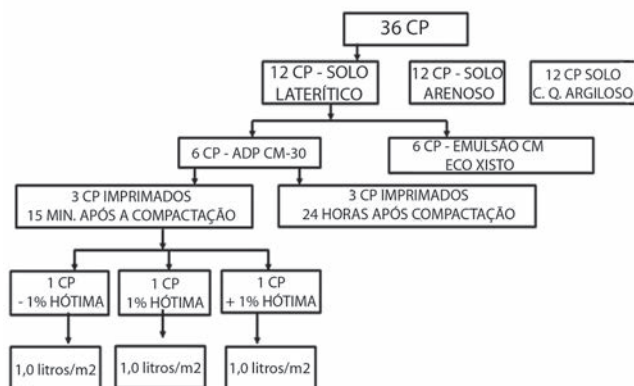 36 CP
12 CP - SOLO
LATERÍTICO
12 CP - SOLO
ARENOSO
12 CP SOLO
C. Q. ARGILOSO
6 CP - ADP CM-30
6 CP - EMULSÃO CM
ECO XISTO
3 CP IMPRIMADOS
15 MIN. APÓS A COMPACTAÇÃO
3 CP IMPRIMADOS
24 HORAS APÓS COMPACTAÇÃO
1 CP
- 1% HÓTIMA
1 CP
1% HÓTIMA
1 CP
+ 1% HÓTIMA
1,0 litros/m2
1,0 litros/m2
1,0 litros/m2